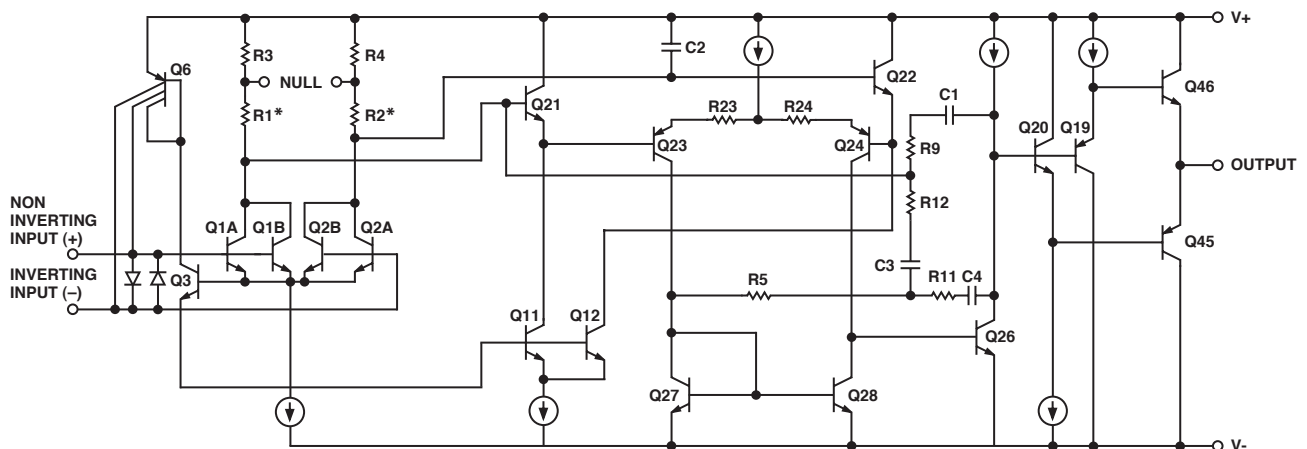 V+
R3
R4
C2
Q6
NULL
Q22
Q46
R1*
R2*
Q21
C1
R23
R24
Q20
Q19
Q23
Q24
R9
OUTPUT
R12
NON
INVERTING
INPUT (+)
Q1A
Q1B
Q2B
Q2A
Q45
INVERTING
INPUT (–)
Q3
C3
R5
R11
C4
Q11
Q12
Q26
Q27
Q28
V-